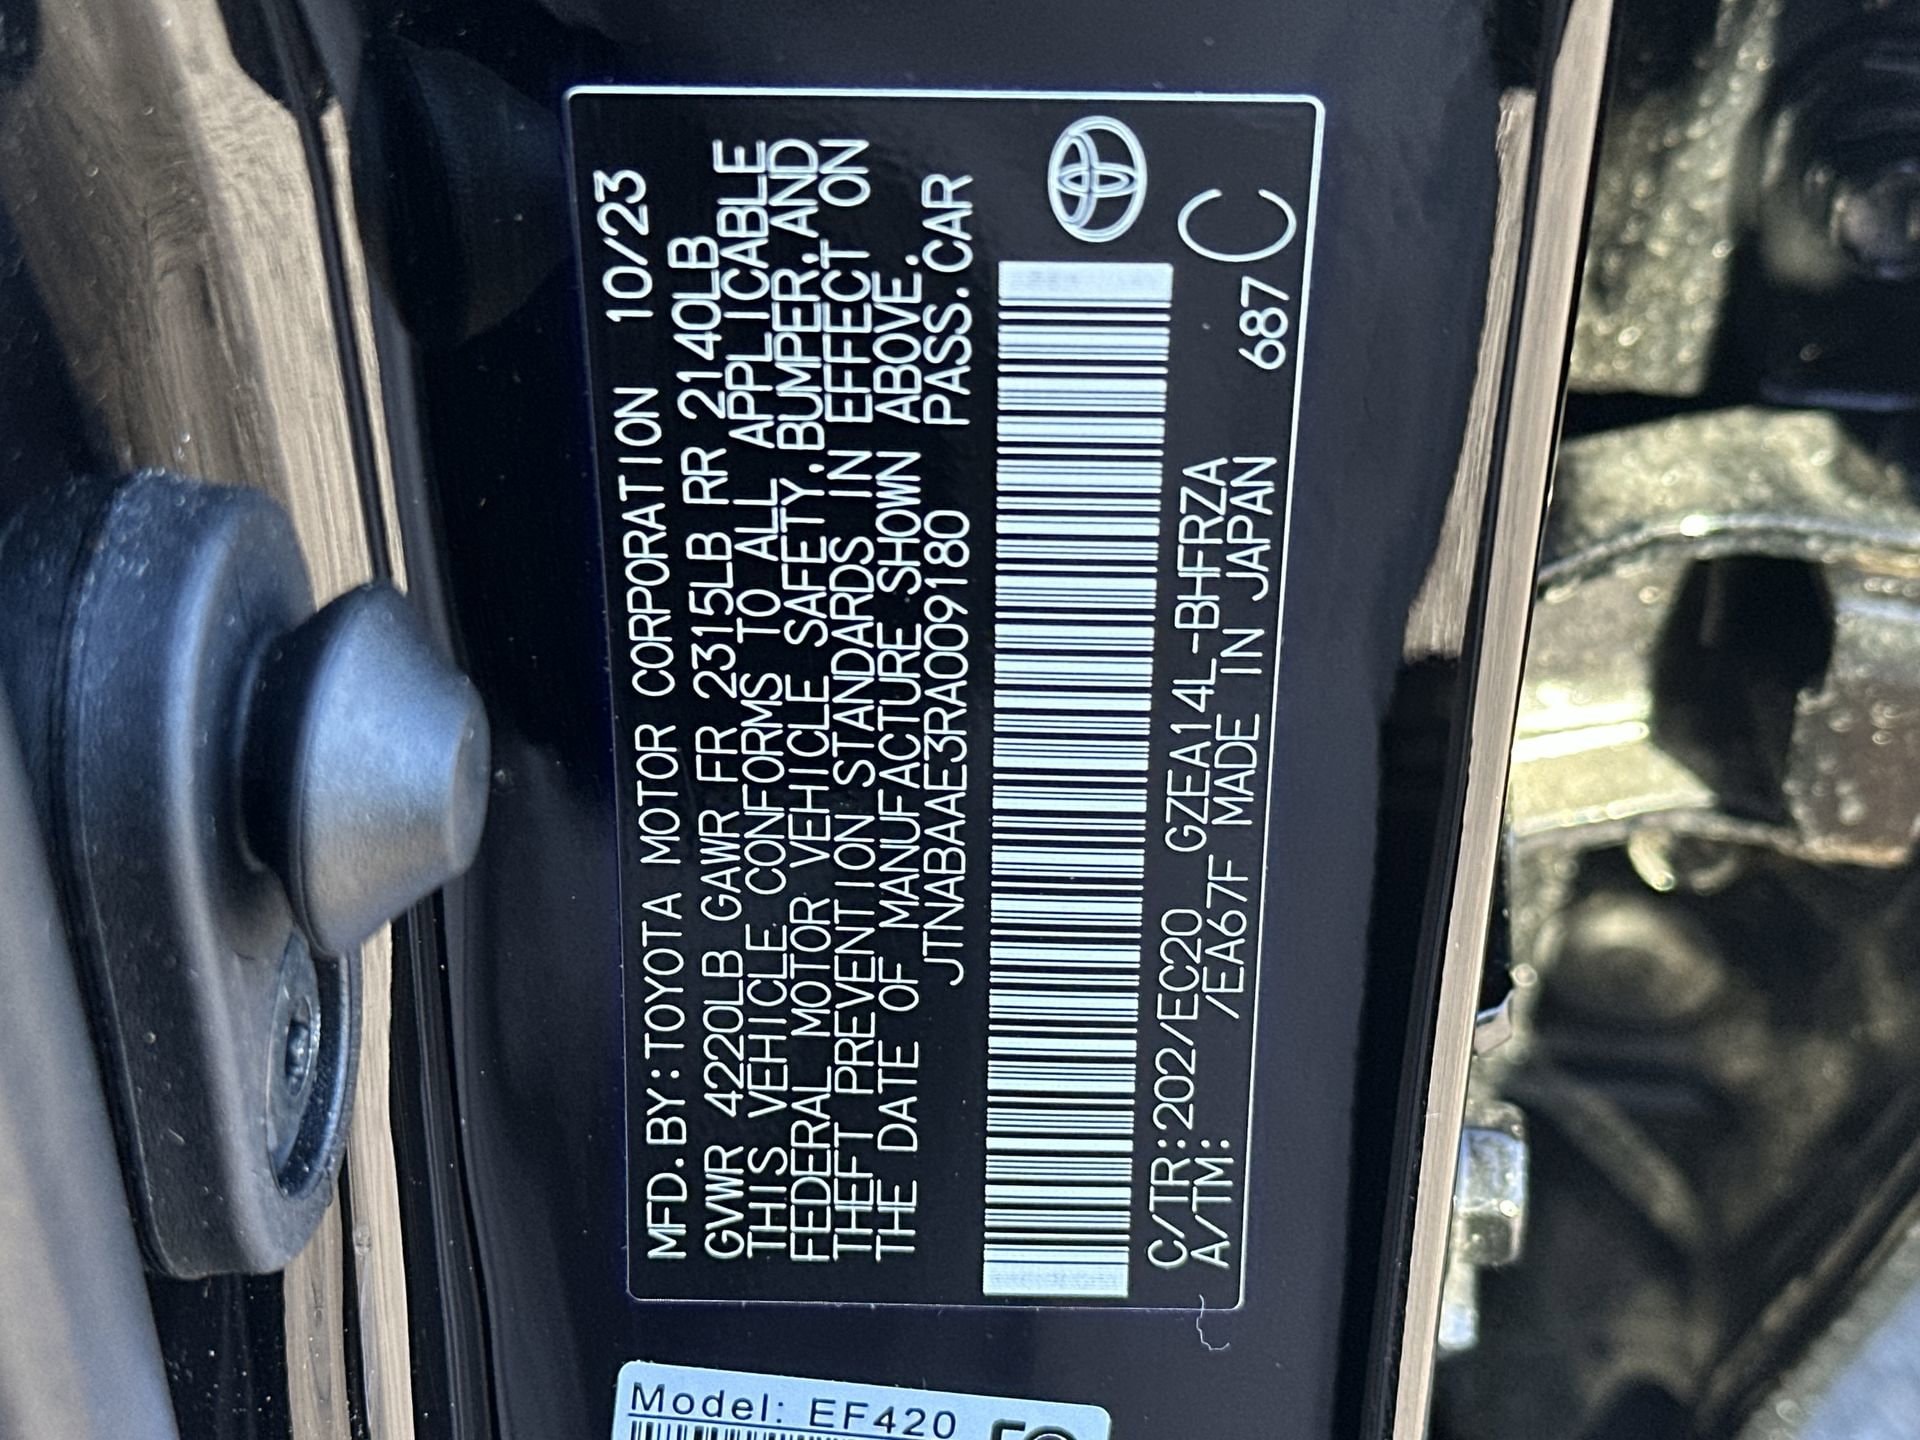 MFD.BY:TOYOTA MOTOR CORPORATION 10/23
GVWR 4220LB GAWR FR 2315LB RR 2140LB
THIS VEHICLE CONFORMS TO ALL APPLICABLE
FEDERAL MOTOR VEHICLE SAFETY,BUMPER,AND
THEFT PREVENTION STANDARDS IN EFFECT ON
THE DATE OF MANUFACTURE SHOWN ABOVE.
JTNABAAE3RA009180 PASS.CAR
C/TR:202/EC20 GZEA14L-BHFRZA C
A/TM: /EA67F MADE IN JAPAN 687
Model: EF420